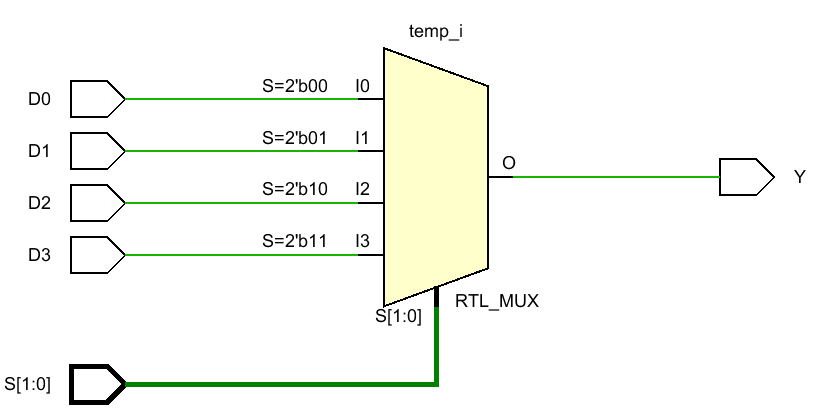 temp_i
D0 S=2'b00 I0
D1 S=2'b01 I1
O Y
D2 S=2'b10 I2
D3 S=2'b11 I3
RTL_MUX
S[1:0]
S[1:0]